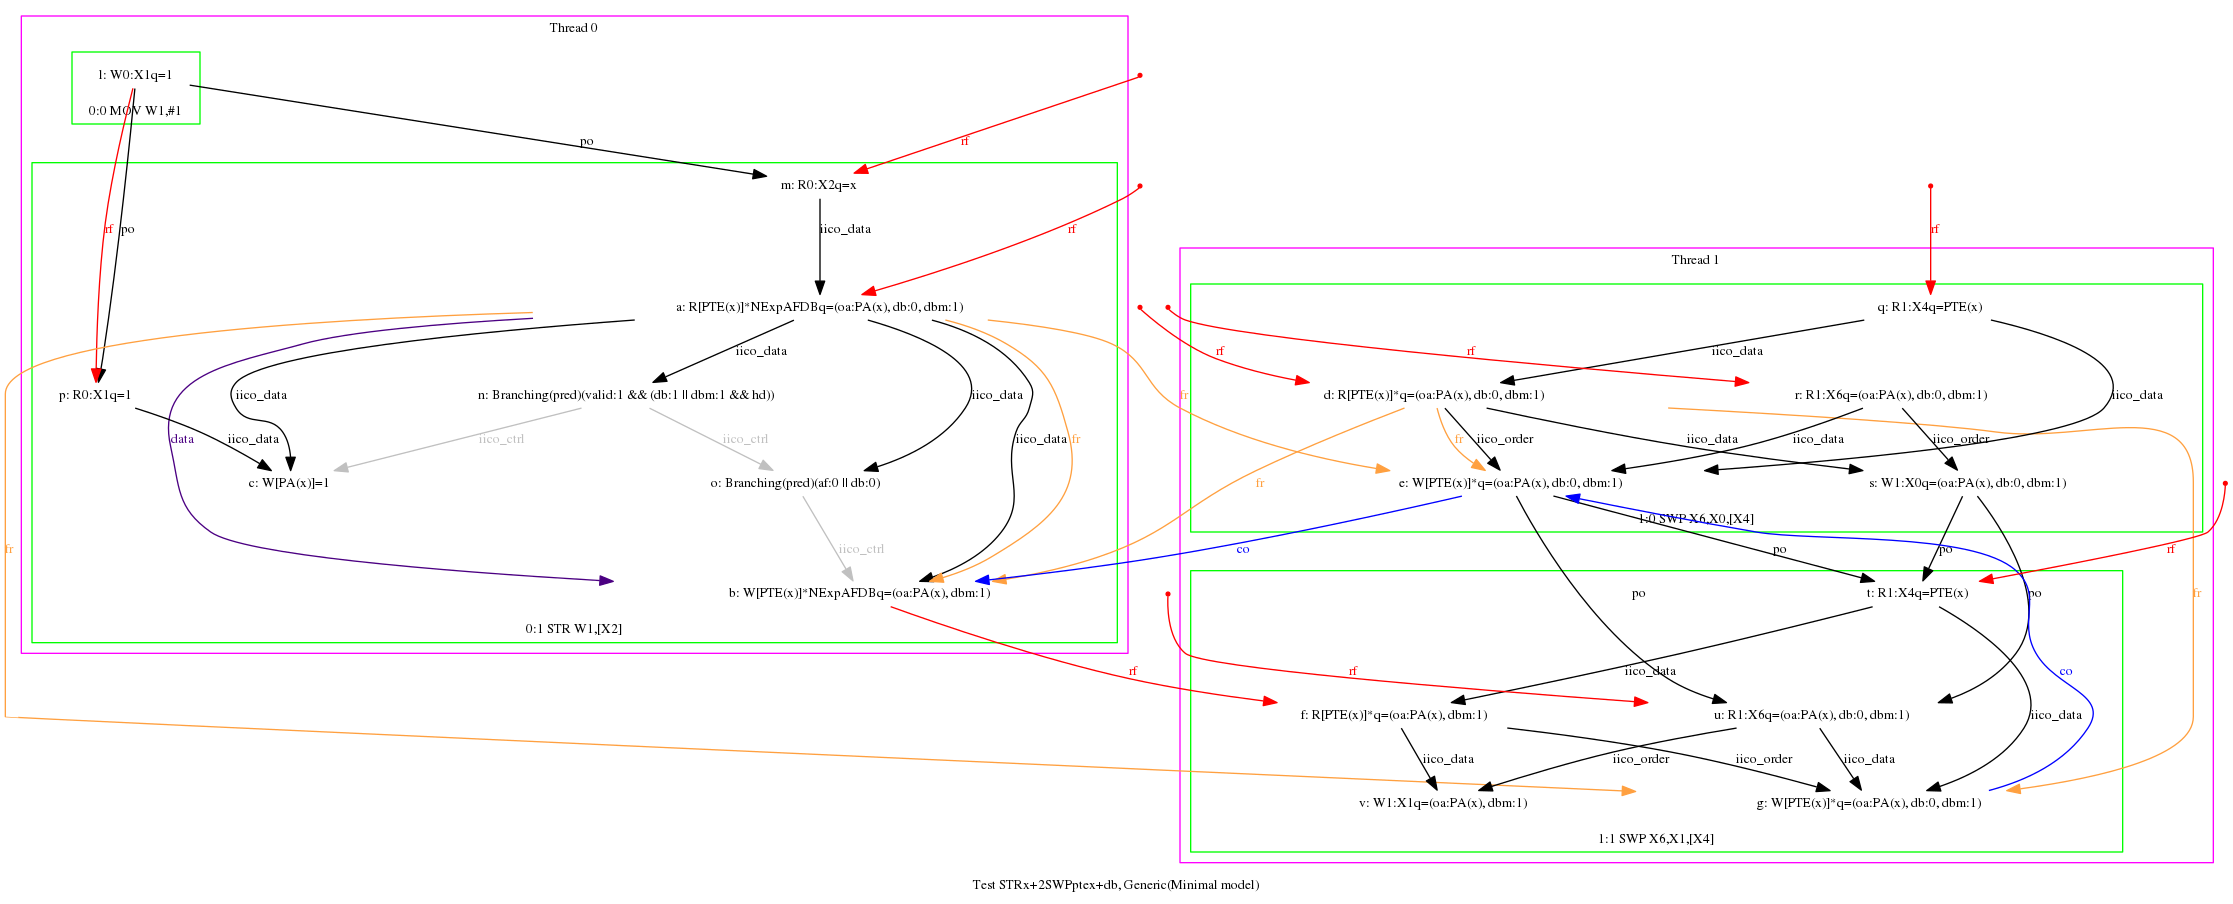 Thread 0
l: W0:X1q=1
0:0 MOV W1,#1
po
rf
m: R0:X2q=x
rf
po
iico_data
rf
rf
Thread 1
a: R[PTE(x)]*NExpAFDBq=(oa:PA(x), db:0, dbm:1)
q: R1:X4q=PTE(x)
iico_data
rf
rf
iico_data
p: R0:X1q=1
iico_data
n: Branching(pred)(valid:1 && (db:1 || dbm:1 && hd))
iico_data
fr
d: R[PTE(x)]*q=(oa:PA(x), db:0, dbm:1)
r: R1:X6q=(oa:PA(x), db:0, dbm:1)
iico_data
data
iico_data
iico_ctrl
iico_ctrl
iico_data
fr
fr
iico_order
iico_data
iico_data
iico_order
c: W[PA(x)]=1
o: Branching(pred)(af:0 || db:0)
fr
e: W[PTE(x)]*q=(oa:PA(x), db:0, dbm:1)
s: W1:X0q=(oa:PA(x), db:0, dbm:1)
1:0 SWP X6,X0,[X4]
fr
iico_ctrl
co
po
po
rf
b: W[PTE(x)]*NExpAFDBq=(oa:PA(x), dbm:1)
po
t: R1:X4q=PTE(x)
po
fr
0:1 STR W1,[X2]
rf
rf
iico_data
co
f: R[PTE(x)]*q=(oa:PA(x), dbm:1)
u: R1:X6q=(oa:PA(x), db:0, dbm:1)
iico_data
iico_data
iico_order
iico_order
iico_data
v: W1:X1q=(oa:PA(x), dbm:1)
g: W[PTE(x)]*q=(oa:PA(x), db:0, dbm:1)
1:1 SWP X6,X1,[X4]
Test STRx+2SWPptex+db, Generic(Minimal model)